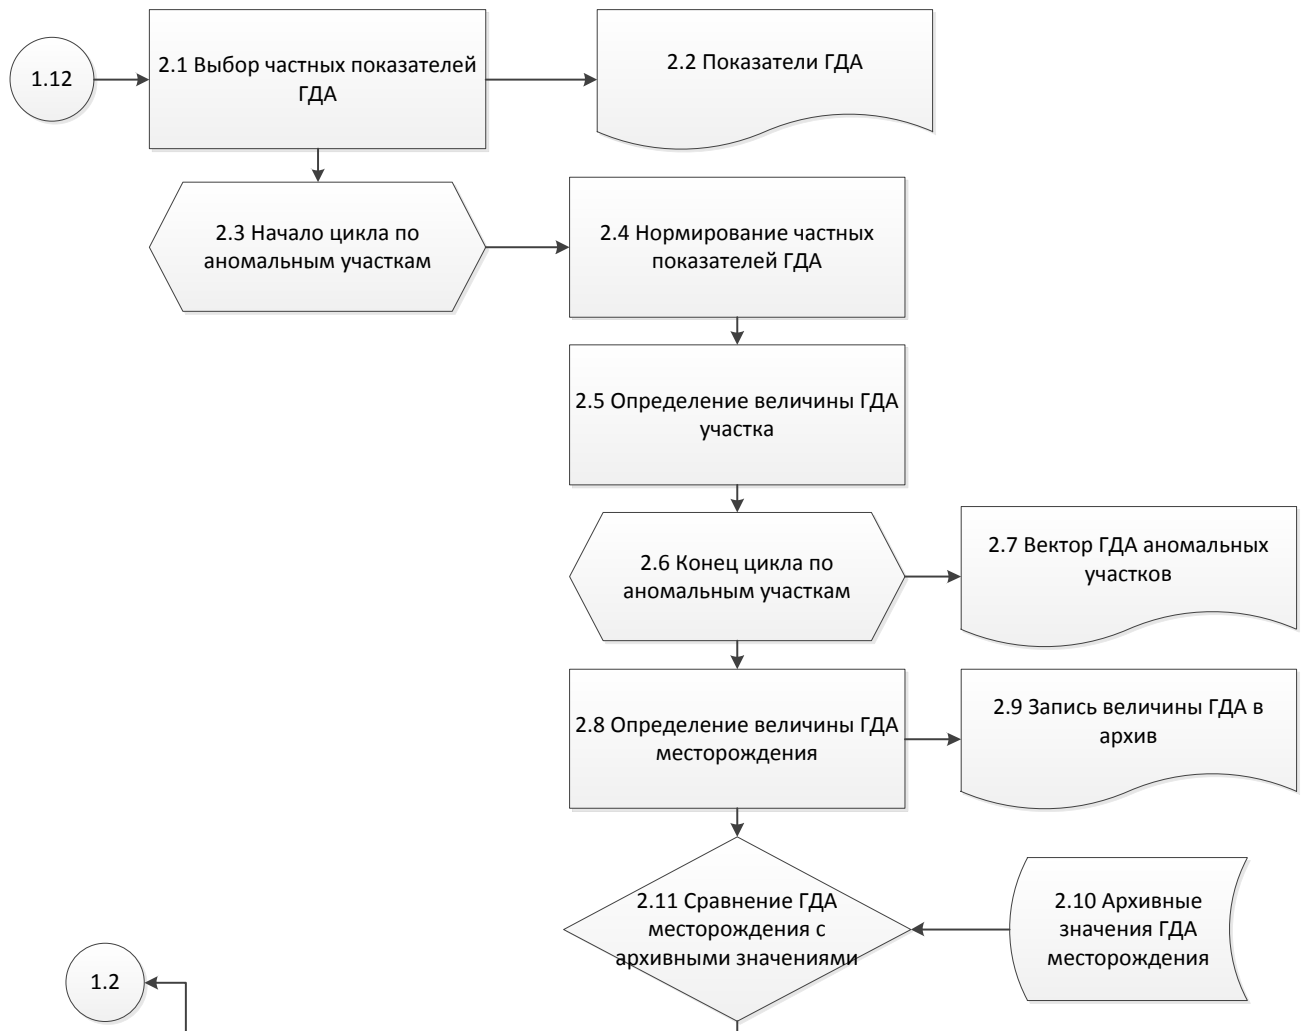 1.12
2.1 Выбор частных показателей
ГДА
2.2 Показатели ГДА
2.3 Начало цикла по
аномальным участкам
2.4 Нормирование частных
показателей ГДА
2.5 Определение величины ГДА
участка
2.6 Конец цикла по
аномальным участкам
2.7 Вектор ГДА аномальных
участков
2.8 Определение величины ГДА
месторождения
2.9 Запись величины ГДА в
архив
2.11 Сравнение ГДА
месторождения с
архивными значениями
2.10 Архивные
значения ГДА
месторождения
1.2